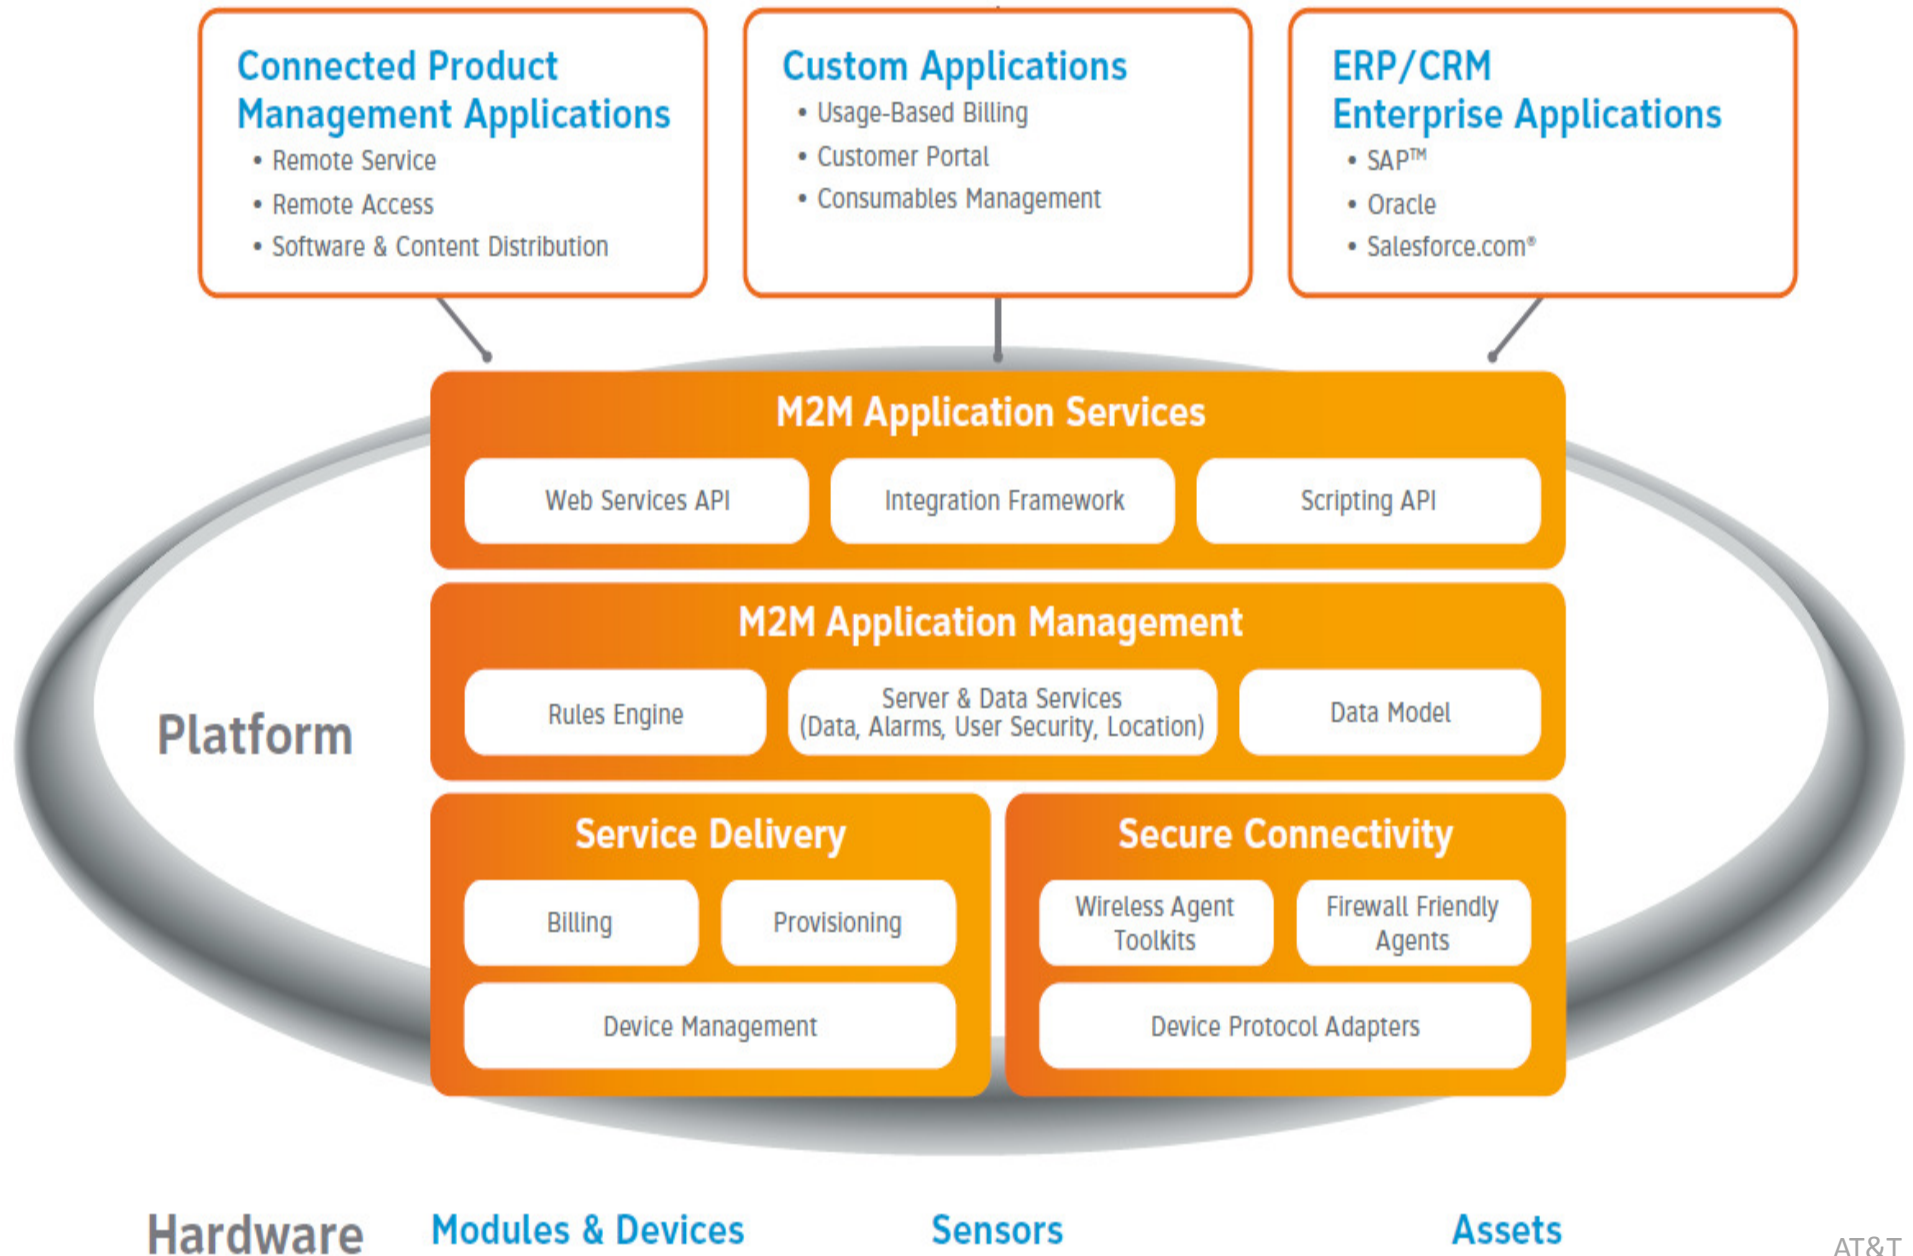 Connected Product
Management Applications
• Remote Service
• Remote Access
• Software & Content Distribution
Custom Applications
• Usage-Based Billing
• Customer Portal
• Consumables Management
ERP/CRM
Enterprise Applications
• SAP™
• Oracle
• Salesforce.com®
M2M Application Services
Web Services API
Integration Framework
Scripting API
M2M Application Management
Rules Engine
Server & Data Services
(Data, Alarms, User Security, Location)
Data Model
Platform
Service Delivery
Billing
Provisioning
Device Management
Secure Connectivity
Wireless Agent
Toolkits
Firewall Friendly
Agents
Device Protocol Adapters
Hardware
Modules & Devices
Sensors
Assets
AT&T